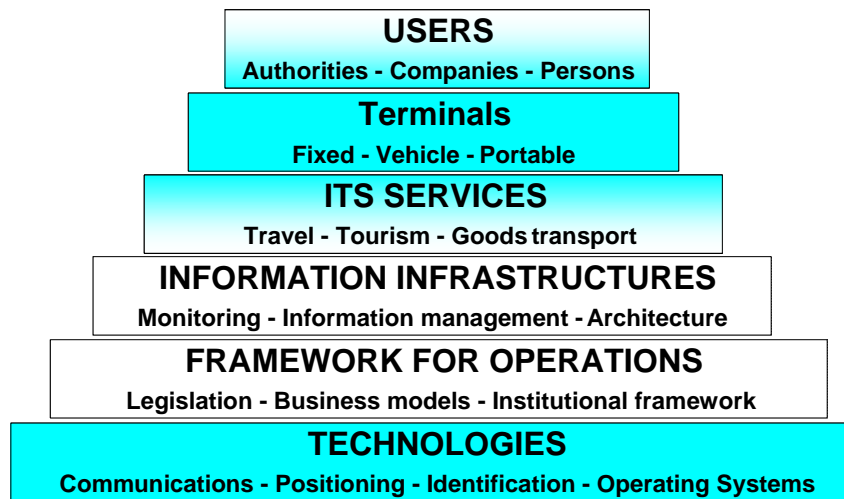 USERS
Authorities - Companies - Persons
Terminals
Fixed - Vehicle - Portable
ITS SERVICES
Travel - Tourism - Goods transport
INFORMATION INFRASTRUCTURES
Monitoring - Information management - Architecture
FRAMEWORK FOR OPERATIONS
Legislation - Business models - Institutional framework
TECHNOLOGIES
Communications - Positioning - Identification - Operating Systems